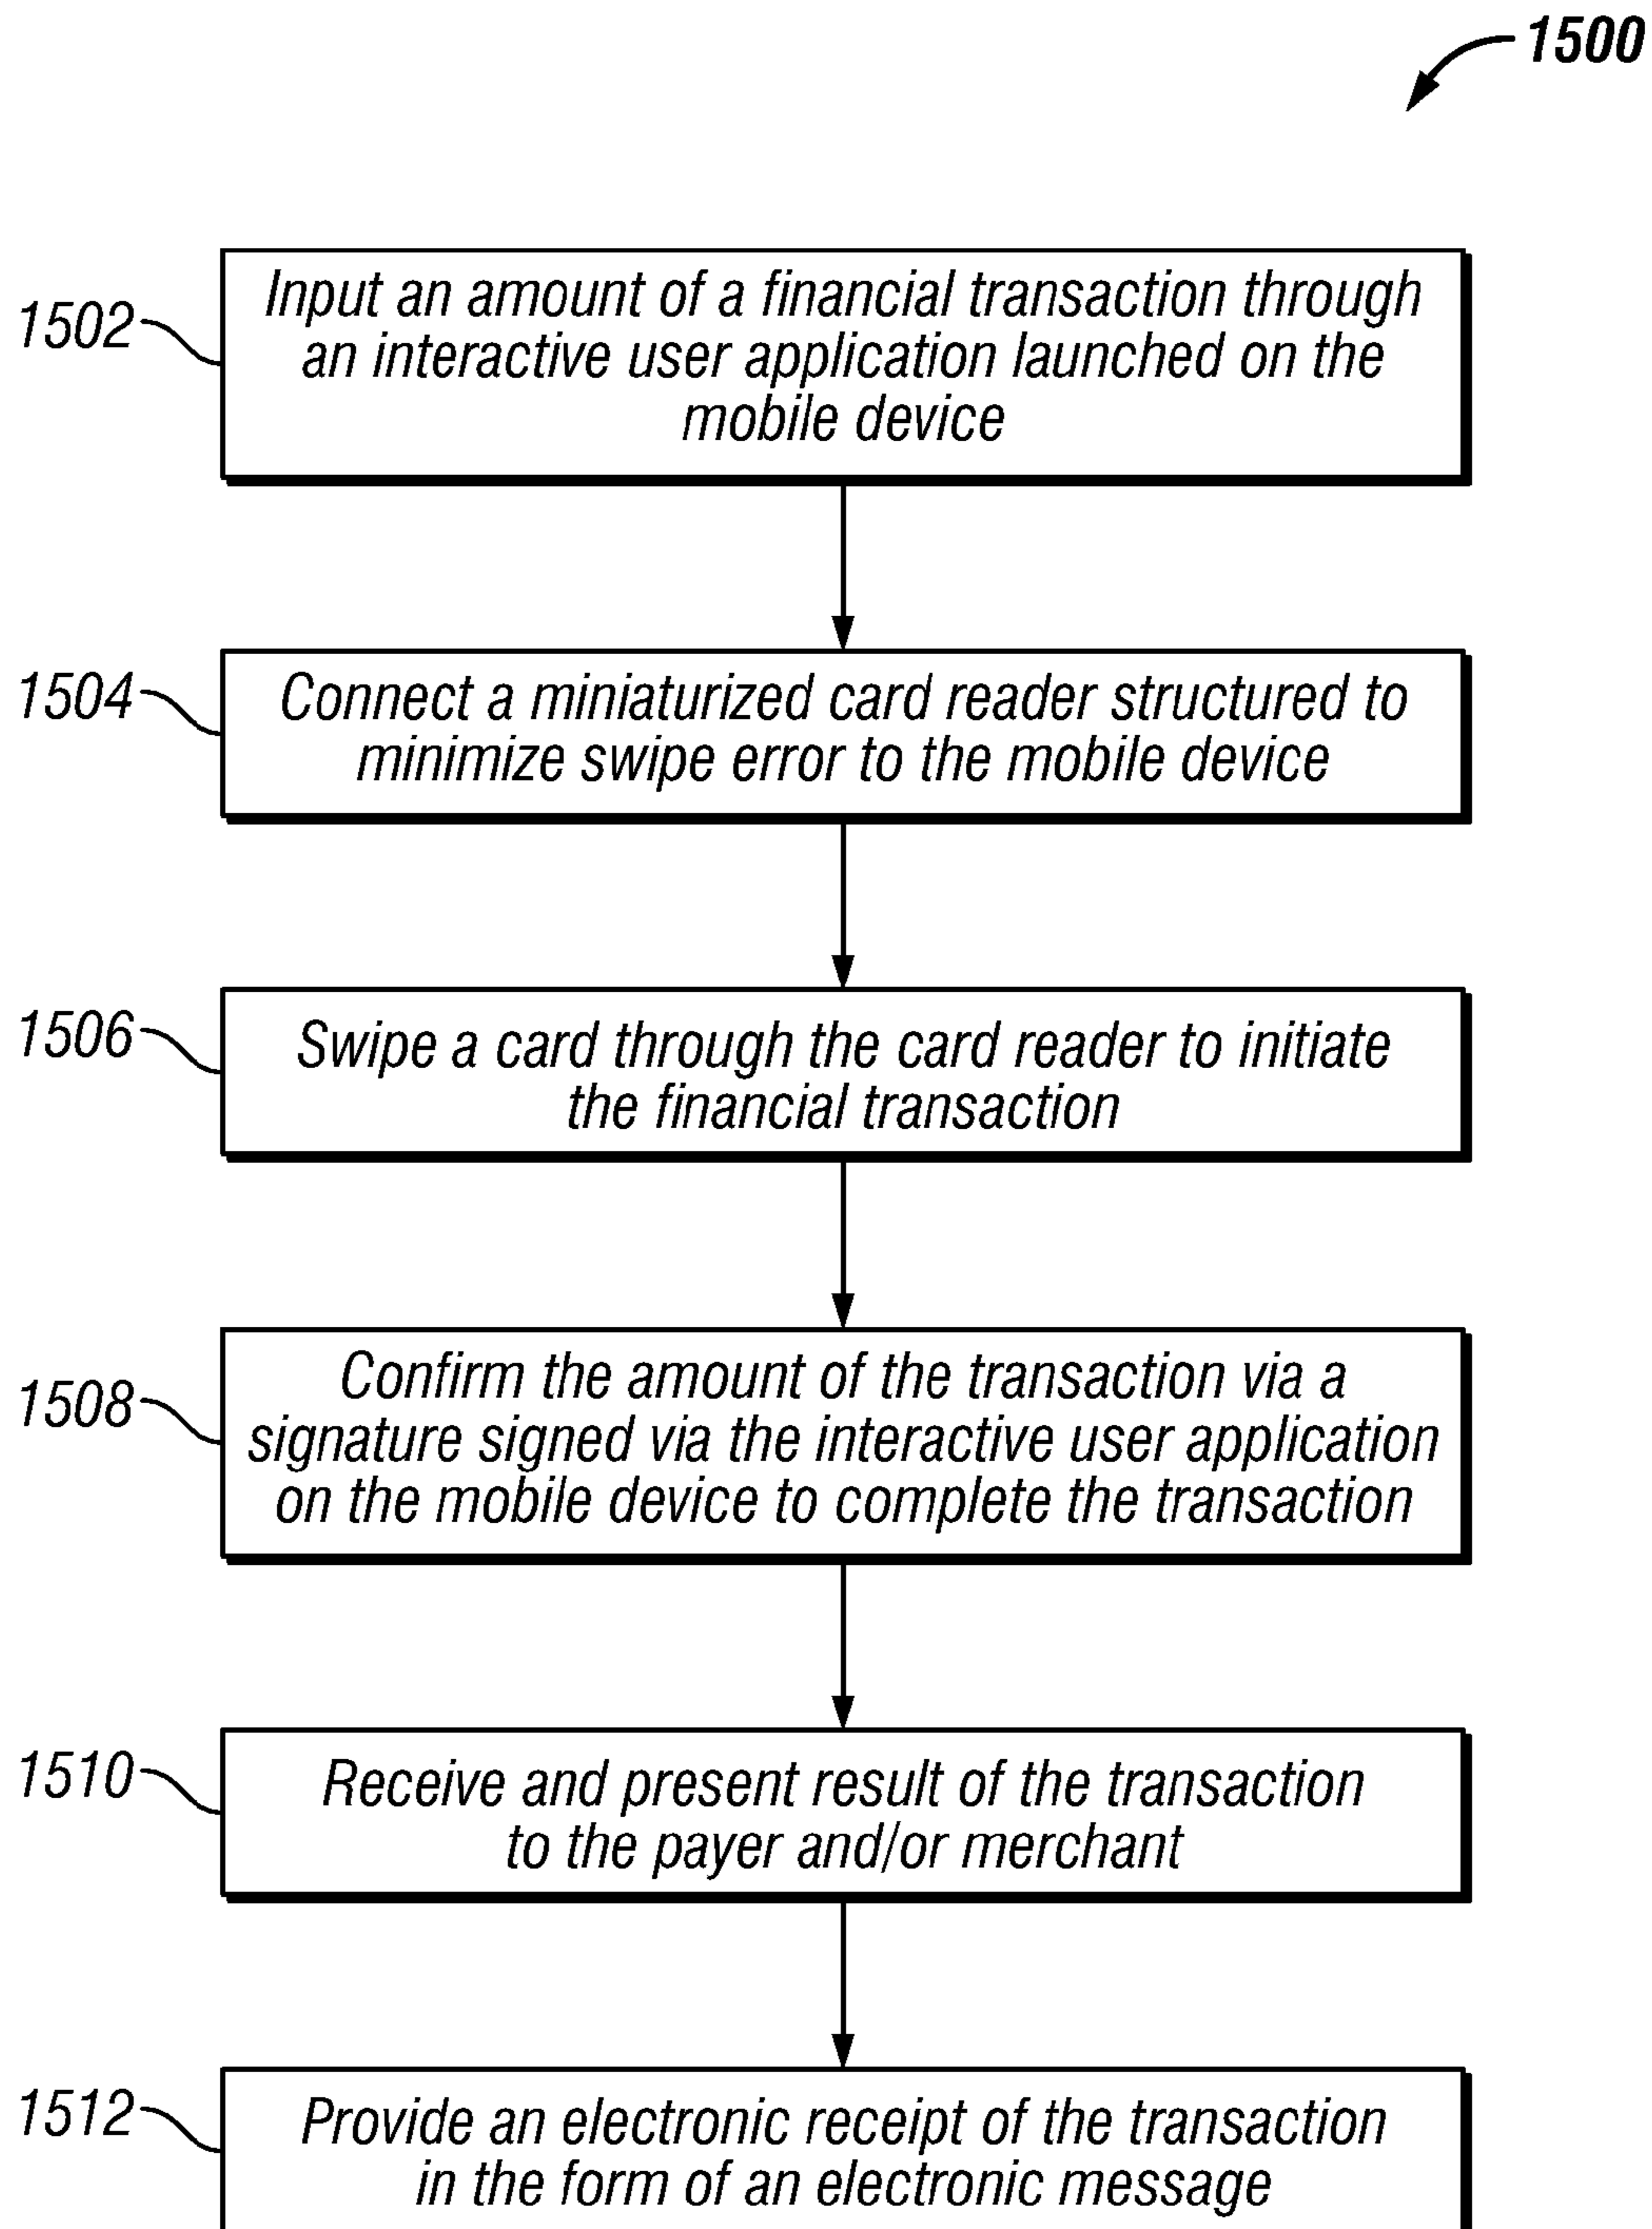 1500
1502
Input an amount of a financial transaction through
an interactive user application launched on the
mobile device
1504
Connect a miniaturized card reader structured to
minimize swipe error to the mobile device
1506
Swipe a card through the card reader to initiate
the financial transaction
1508
Confirm the amount of the transaction via a
signature signed via the interactive user application
on the mobile device to complete the transaction
1510
Receive and present result of the transaction
to the payer and/or merchant
1512
Provide an electronic receipt of the transaction
in the form of an electronic message